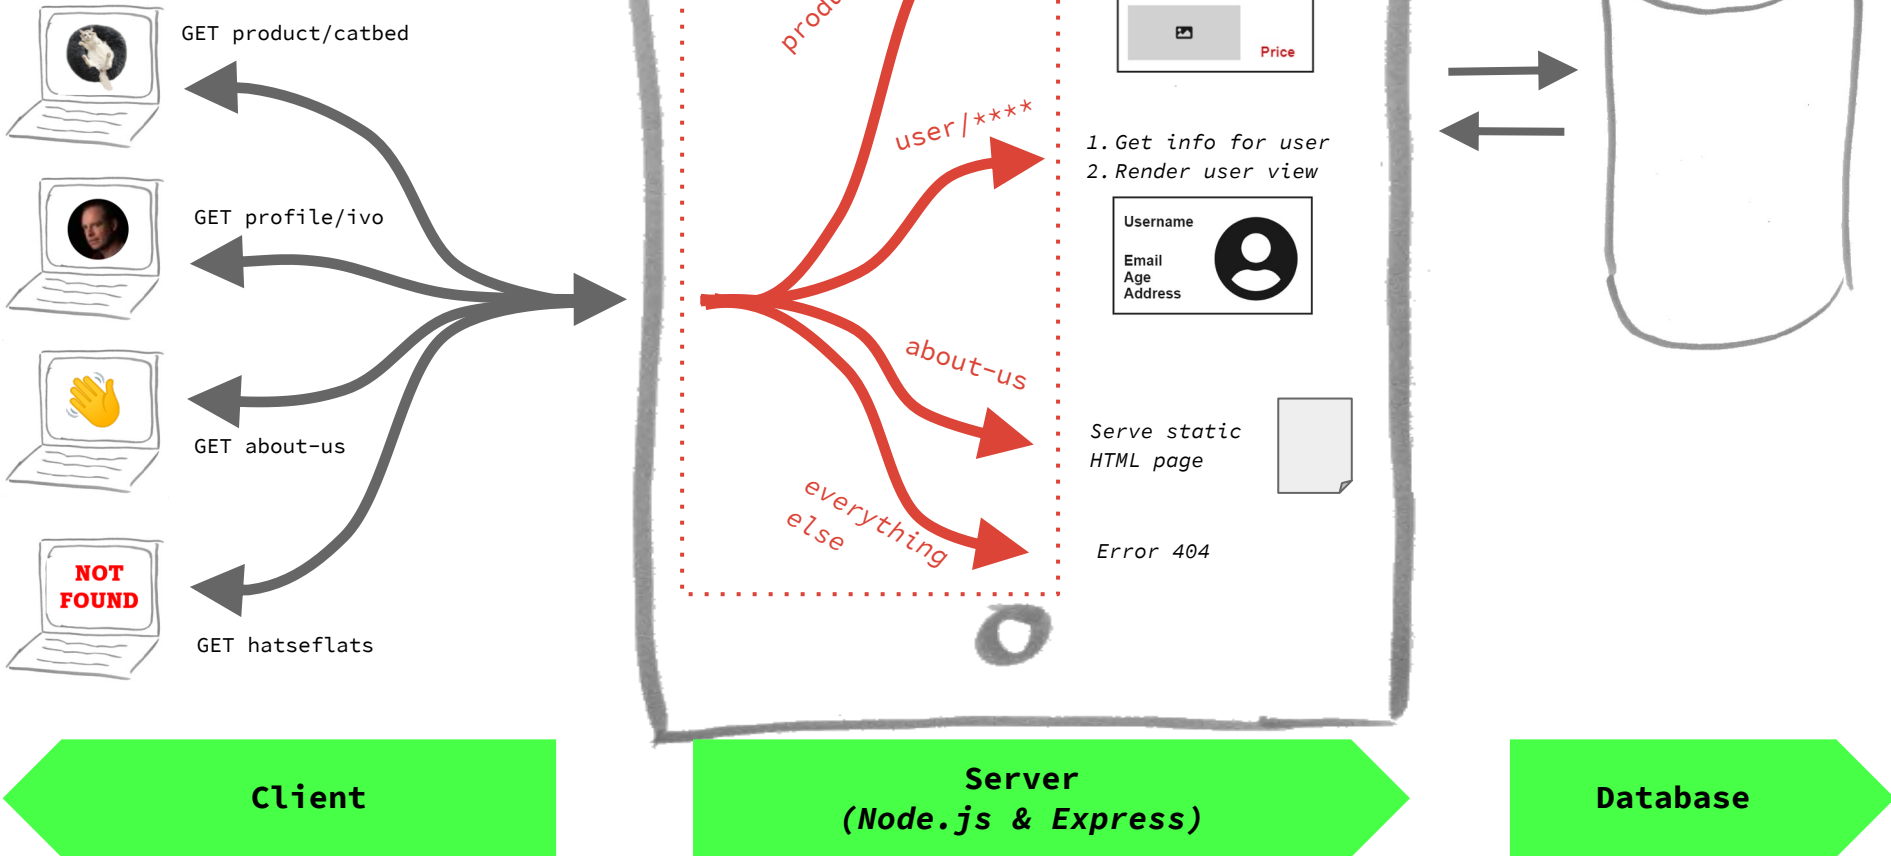 GET product/catbed
GET profile/ivo
GET about-us
NOT
FOUND
GET hatseflats
user/****
about-us
everything
else
Price
1. Get info for user
2. Render user view
Username
Email
Age
Address
Serve static
HTML page
Error 404
Client
Server
(Node.js & Express)
Database